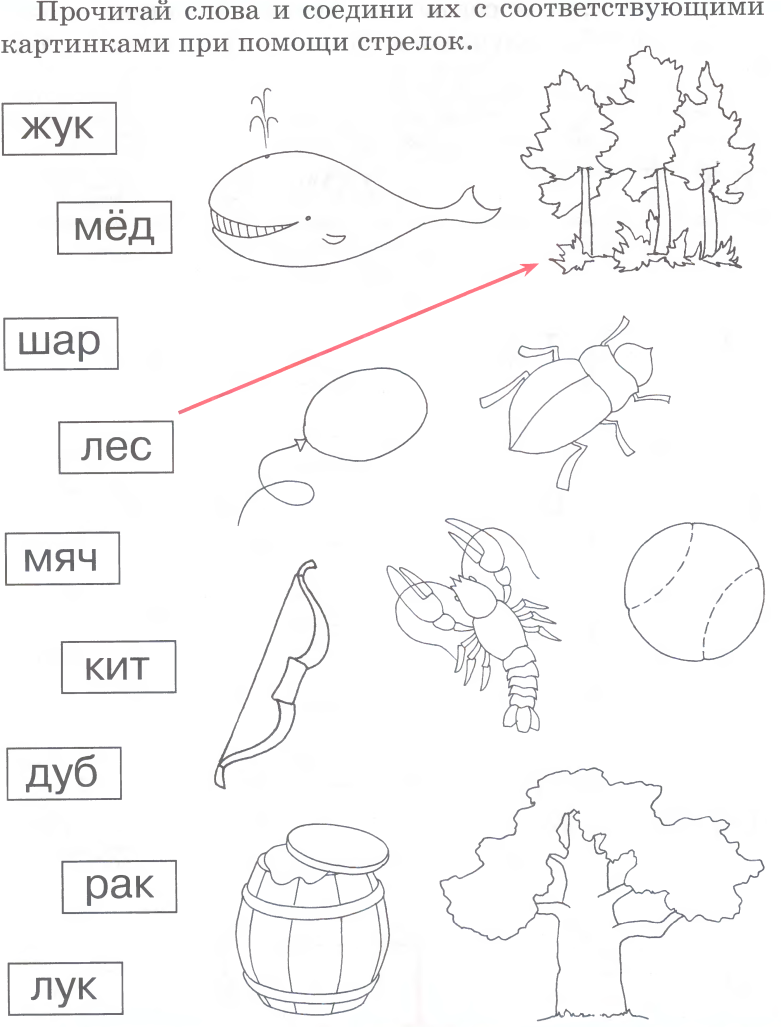 Прочитай слова и соедини их с соответствующими
картинками при помощи стрелок.
жук
мёд
шар
лес
мяч
кит
дуб
рак
лук